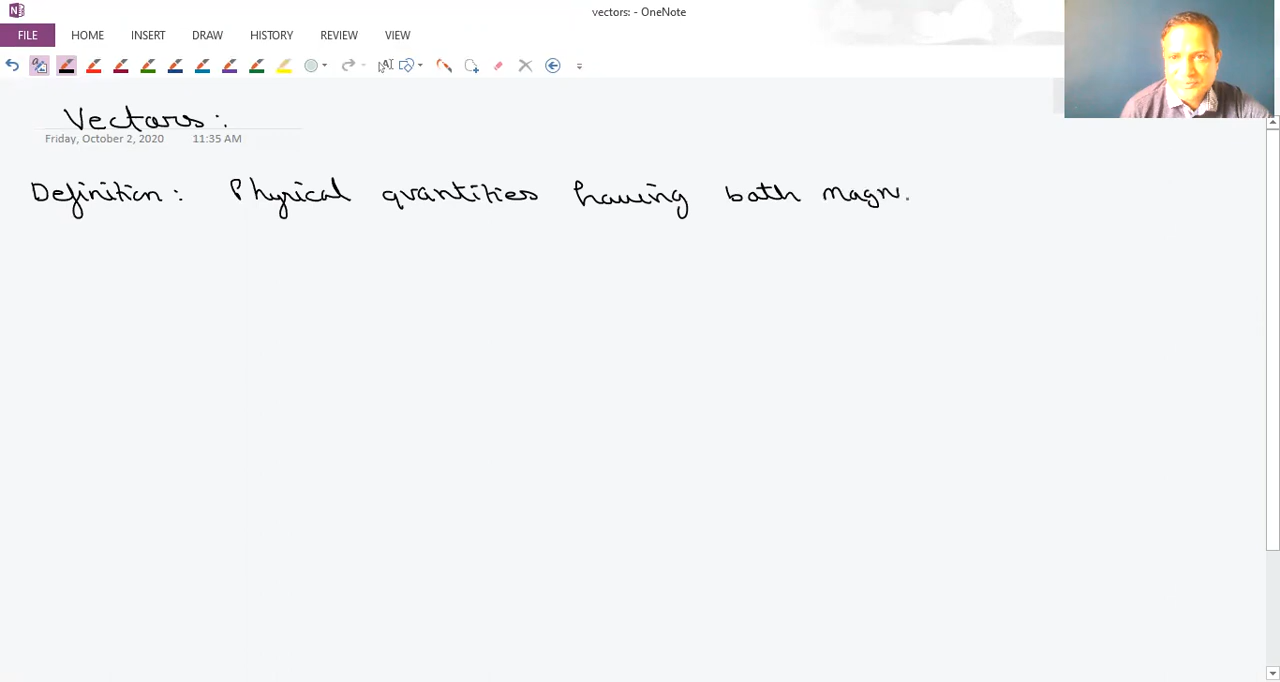 vectors: - OneNote
FILE HOME INSERT DRAW HISTORY REVIEW VIEW
Vectors:
Friday, October 2, 2020 11:35 AM
Definition: Physical quantities having both magn.